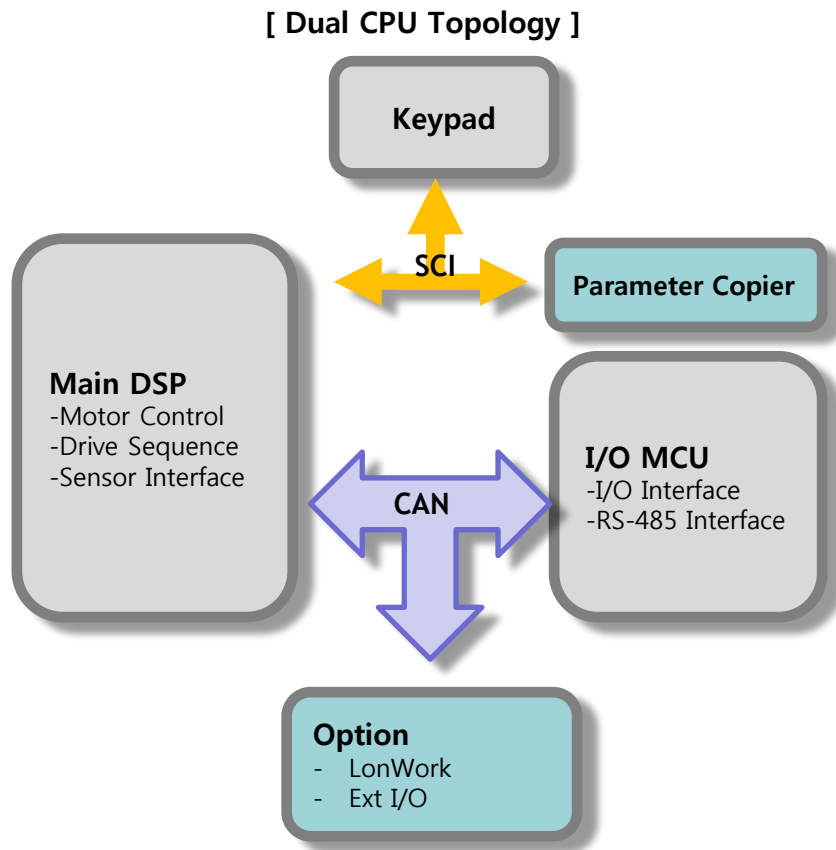 [ Dual CPU Topology ]
Keypad
SCI
Parameter Copier
Main DSP
-Motor Control
-Drive Sequence
-Sensor Interface
CAN
I/O MCU
-I/O Interface
-RS-485 Interface
Option
- LonWork
- Ext I/O